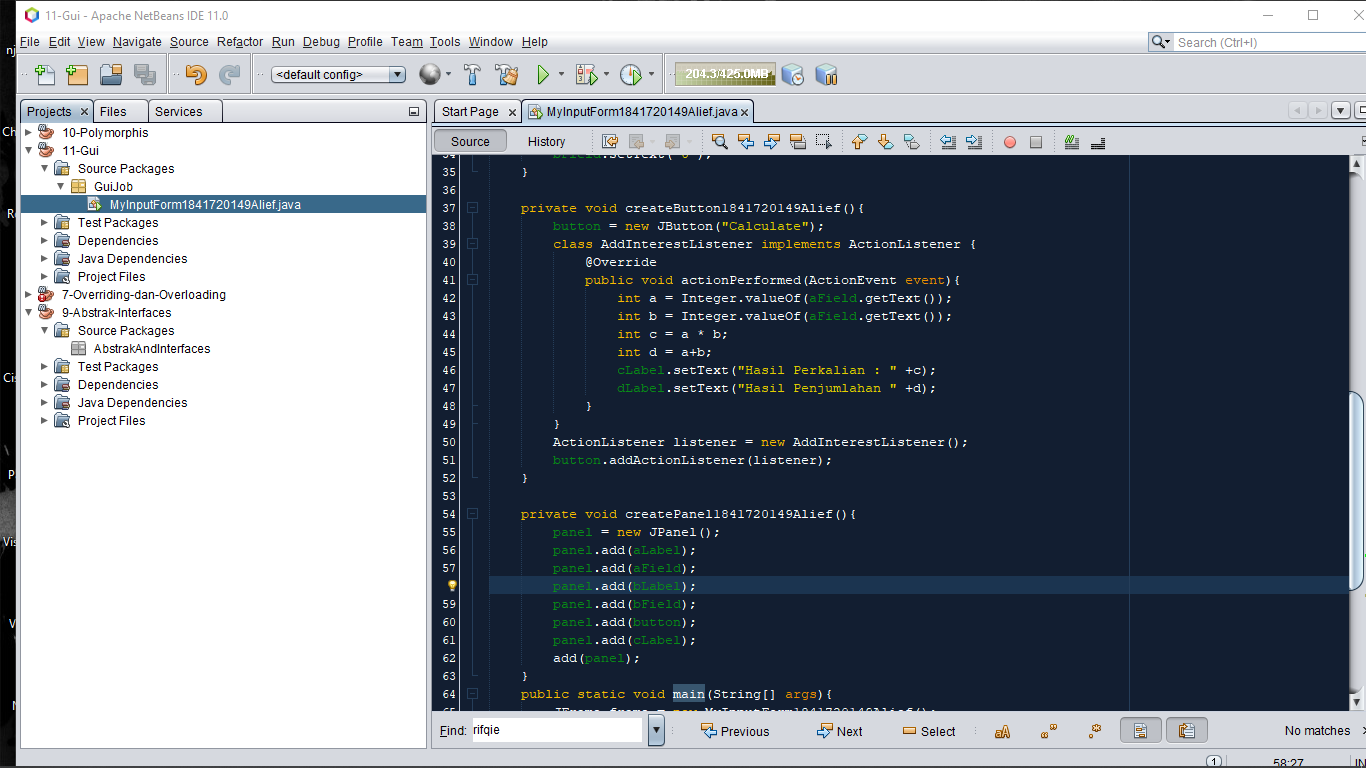 11-Gui - Apache NetBeans IDE 11.0
File Edit View Navigate Source Refactor Run Debug Profile Team Tools Window Help
Search (Ctrl+I)
<default config>
204.3/425.0MB
Projects Files Services
Start Page MyInputForm1841720149Alief.java
Source History
10-Polymorphis
11-Gui
Source Packages
GuiJob
MyInputForm1841720149Alief.java
Test Packages
Dependencies
Java Dependencies
Project Files
7-Overriding-dan-Overloading
9-Abstrak-Interfaces
Source Packages
AbstrakAndInterfaces
Test Packages
Dependencies
Java Dependencies
Project Files
34 bField.setText("0");
35 }
36
37 private void createButton1841720149Alief(){
38 button = new JButton("Calculate");
39 class AddInterestListener implements ActionListener {
40 @Override
41 public void actionPerformed(ActionEvent event){
42 int a = Integer.valueOf(aField.getText());
43 int b = Integer.valueOf(aField.getText());
44 int c = a * b;
45 int d = a+b;
46 cLabel.setText("Hasil Perkalian : " +c);
47 dLabel.setText("Hasil Penjumlahan " +d);
48 }
49 }
50 ActionListener listener = new AddInterestListener();
51 button.addActionListener(listener);
52 }
53
54 private void createPanel1841720149Alief(){
55 panel = new JPanel();
56 panel.add(aLabel);
57 panel.add(aField);
panel.add(bLabel);
59 panel.add(bField);
60 panel.add(button);
61 panel.add(cLabel);
62 add(panel);
63 }
64 public static void main(String[] args){
65 JFrame frame = new MyInputForm1841720149Alief();
Find: rifqie Previous Next Select No matches
1 58:27 IN